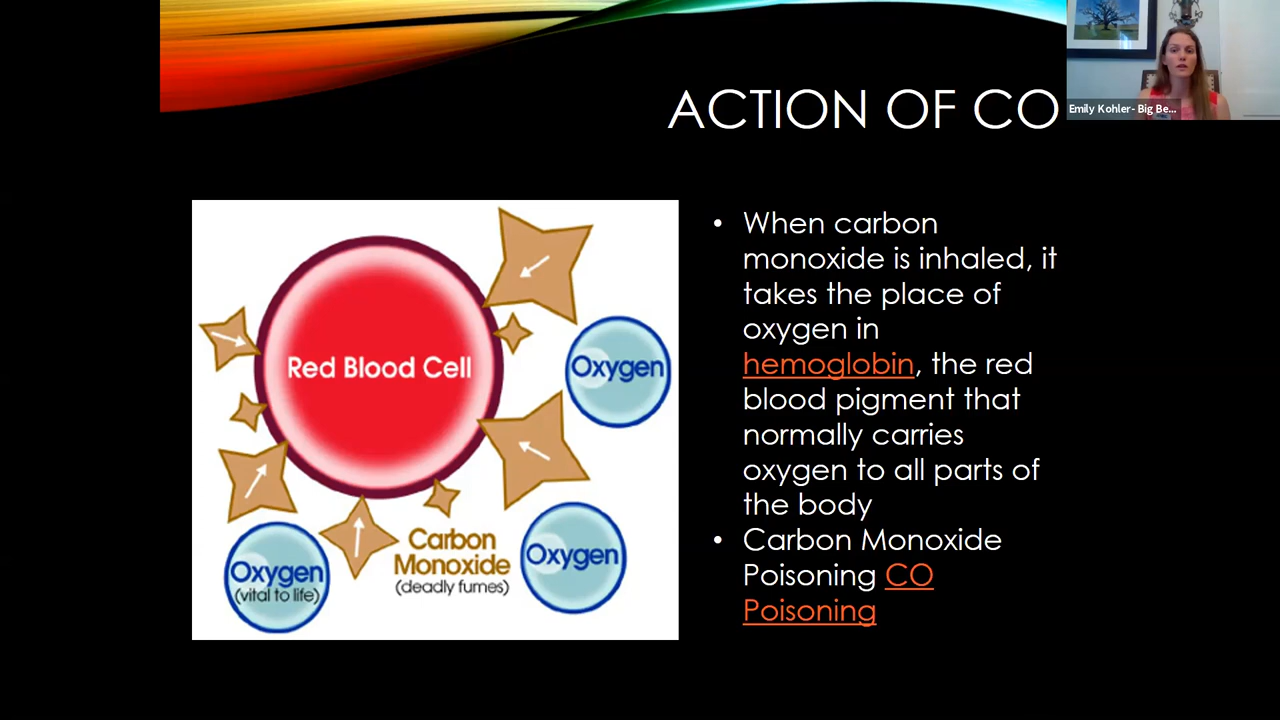 ACTION OF CO
Emily Kohler- Big Be...
Red Blood Cell
Oxygen
Carbon
Monoxide
(deadly fumes)
Oxygen
Oxygen
(vital to life)
• When carbon
monoxide is inhaled, it
takes the place of
oxygen in
hemoglobin, the red
blood pigment that
normally carries
oxygen to all parts of
the body
• Carbon Monoxide
Poisoning CO
Poisoning